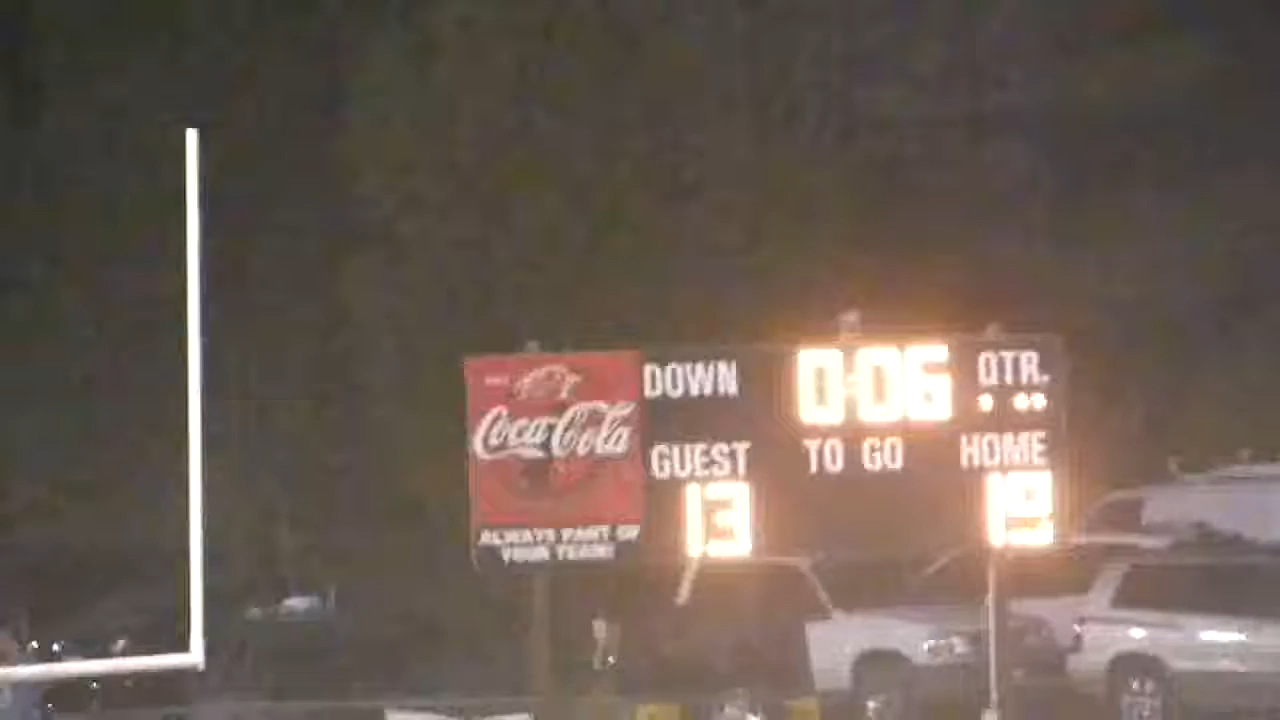 Coca-Cola
ALWAYS PART OF
YOUR TEAM!
DOWN
0:06
QTR.
GUEST
TO GO
HOME
13
19